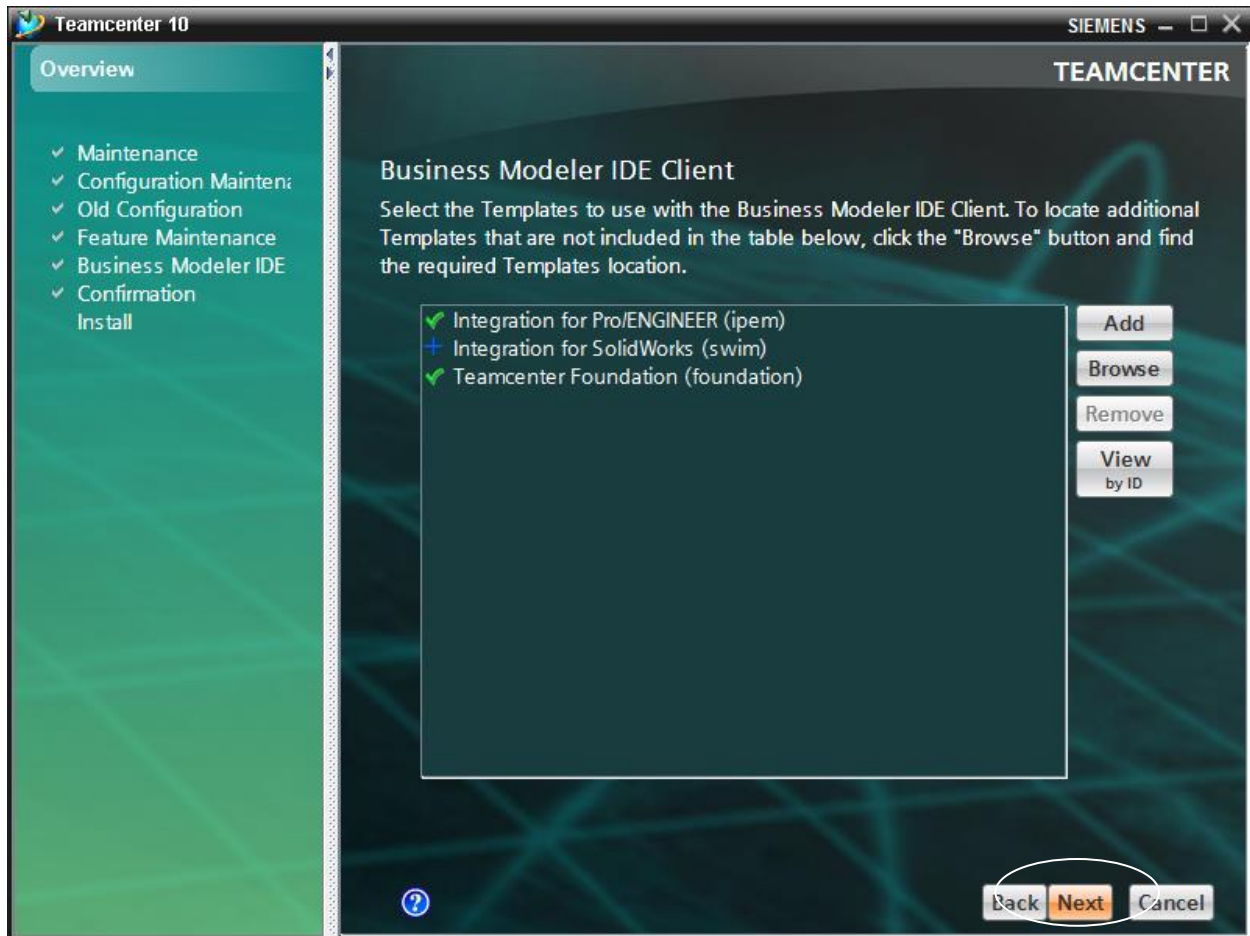 Teamcenter 10
SIEMENS
Overview
TEAMCENTER
Maintenance
Configuration Maintena
Old Configuration
Feature Maintenance
Business Modeler IDE
Confirmation
Install
Business Modeler IDE Client
Select the Templates to use with the Business Modeler IDE Client. To locate additional
Templates that are not included in the table below, click the "Browse" button and find
the required Templates location.
Integration for Pro/ENGINEER (ipem)
Integration for SolidWorks (swim)
Teamcenter Foundation (foundation)
Add
Browse
Remove
View
by ID
?
Back Next Cancel